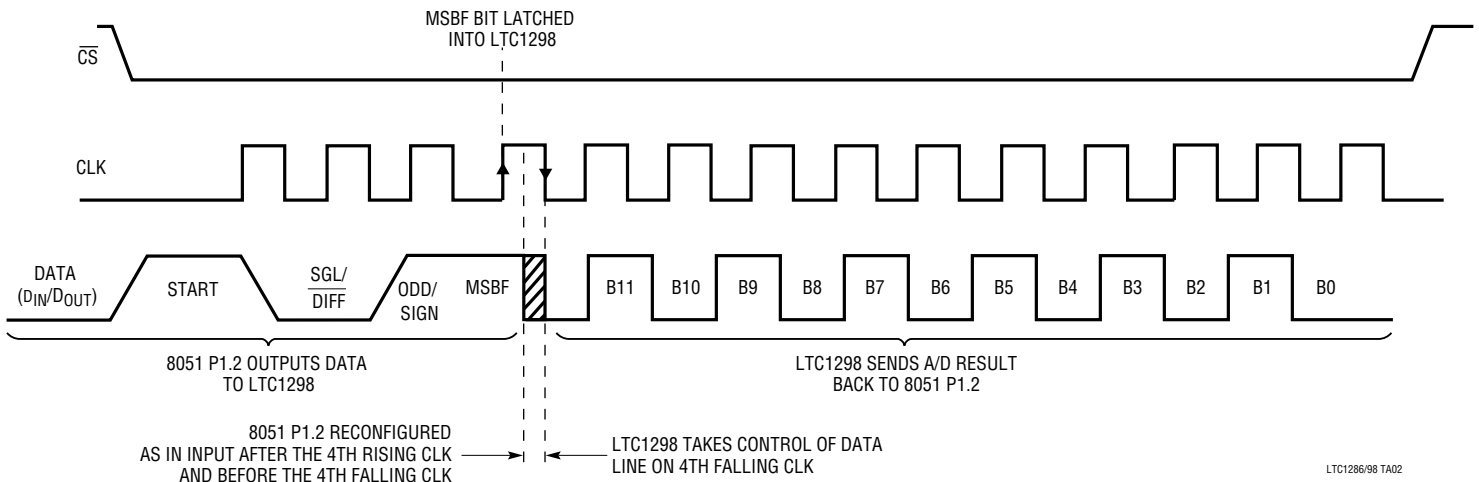 MSBF BIT LATCHED
INTO LTC1298
CS
CLK
DATA
(DIN/DOUT)
START
SGL/
DIFF
ODD/
SIGN
MSBF
B11
B10
B9
B8
B7
B6
B5
B4
B3
B2
B1
B0
8051 P1.2 OUTPUTS DATA
TO LTC1298
LTC1298 SENDS A/D RESULT
BACK TO 8051 P1.2
8051 P1.2 RECONFIGURED
AS IN INPUT AFTER THE 4TH RISING CLK
AND BEFORE THE 4TH FALLING CLK
LTC1298 TAKES CONTROL OF DATA
LINE ON 4TH FALLING CLK
LTC1286/98 TA02